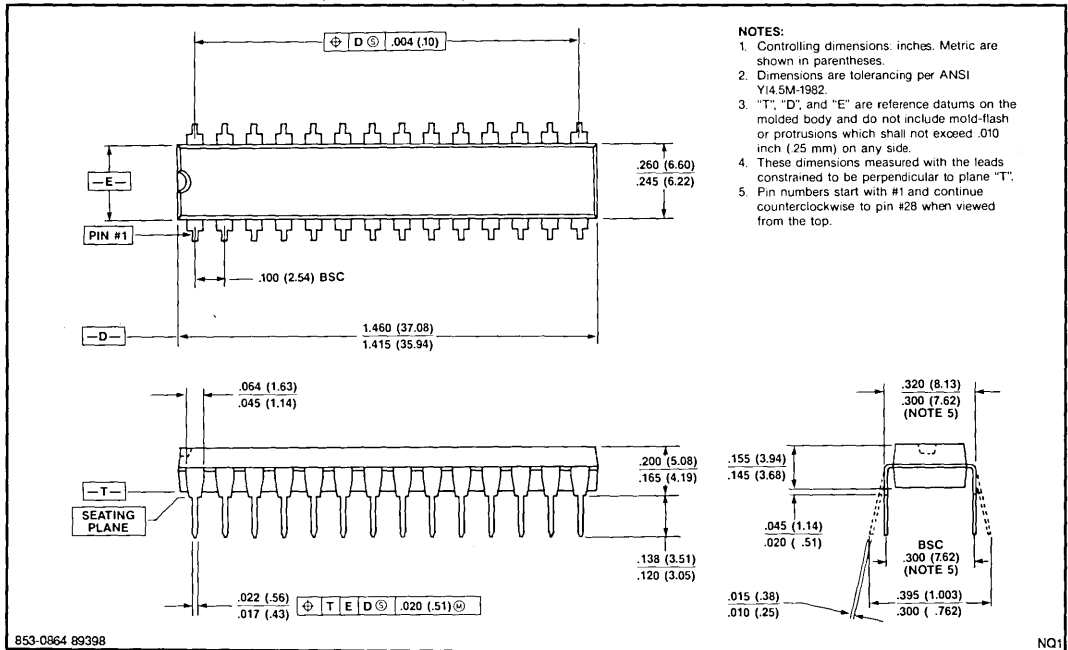 ⌖ D Ⓢ .004 (.10)
NOTES:
1. Controlling dimensions: inches. Metric are
shown in parentheses.
2. Dimensions are tolerancing per ANSI
YI4.5M-1982.
3. "T", "D", and "E" are reference datums on the
molded body and do not include mold-flash
or protrusions which shall not exceed .010
inch (.25 mm) on any side.
4. These dimensions measured with the leads
constrained to be perpendicular to plane "T".
5. Pin numbers start with #1 and continue
counterclockwise to pin #28 when viewed
from the top.
—E—
.260 (6.60)
.245 (6.22)
PIN #1
.100 (2.54) BSC
—D—
1.460 (37.08)
1.415 (35.94)
.064 (1.63)
.045 (1.14)
.320 (8.13)
.300 (7.62)
(NOTE 5)
.200 (5.08)
.165 (4.19)
.155 (3.94)
.145 (3.68)
—T—
SEATING
PLANE
.045 (1.14)
.020 ( .51)
BSC
.300 (7.62)
(NOTE 5)
.138 (3.51)
.120 (3.05)
.022 (.56)
.017 (.43)
⌖ T E D Ⓢ .020 (.51) Ⓜ
.015 (.38)
.010 (.25)
.395 (1.003)
.300 ( .762)
853-0864 89398
NQ1